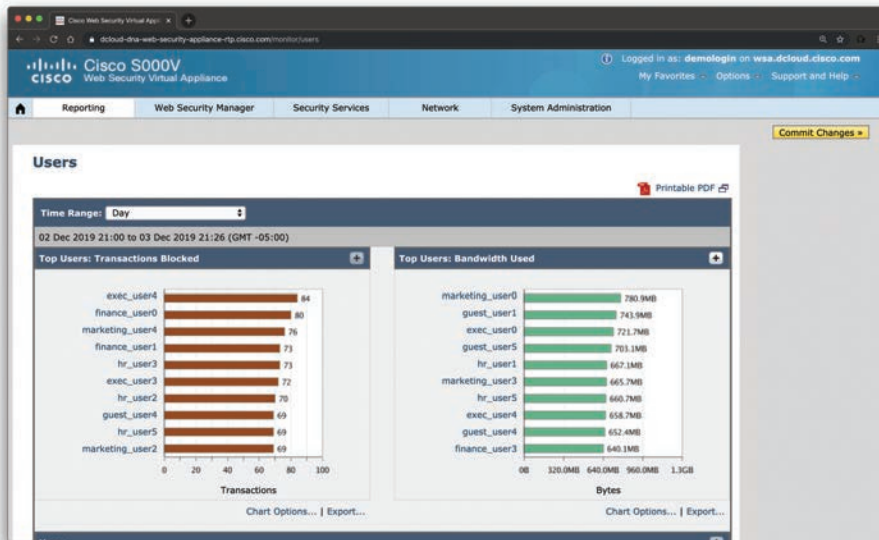 Cisco Web Security Virtual Appli
dcloud-dna-web-security-appliance-rtp.cisco.com/monitor/users
Cisco S000V
CISCO Web Security Virtual Appliance
Logged in as: demologin on wsa.dcloud.cisco.com
My Favorites Options Support and Help
Reporting Web Security Manager Security Services Network System Administration
Commit Changes »
Users
Printable PDF
Time Range: Day
02 Dec 2019 21:00 to 03 Dec 2019 21:26 (GMT -05:00)
Top Users: Transactions Blocked
exec_user4 84
finance_user0 80
marketing_user4 76
finance_user1 73
hr_user3 73
exec_user3 72
hr_user2 70
guest_user4 69
hr_user5 69
marketing_user2 69
0 20 40 60 80 100
Transactions
Chart Options... | Export...
Top Users: Bandwidth Used
marketing_user0 780.9MB
guest_user1 743.9MB
exec_user0 721.7MB
guest_user5 703.1MB
hr_user1 667.1MB
marketing_user3 665.7MB
hr_user5 660.7MB
exec_user4 658.7MB
guest_user4 652.4MB
finance_user3 640.1MB
0B 320.0MB 640.0MB 960.0MB 1.3GB
Bytes
Chart Options... | Export...